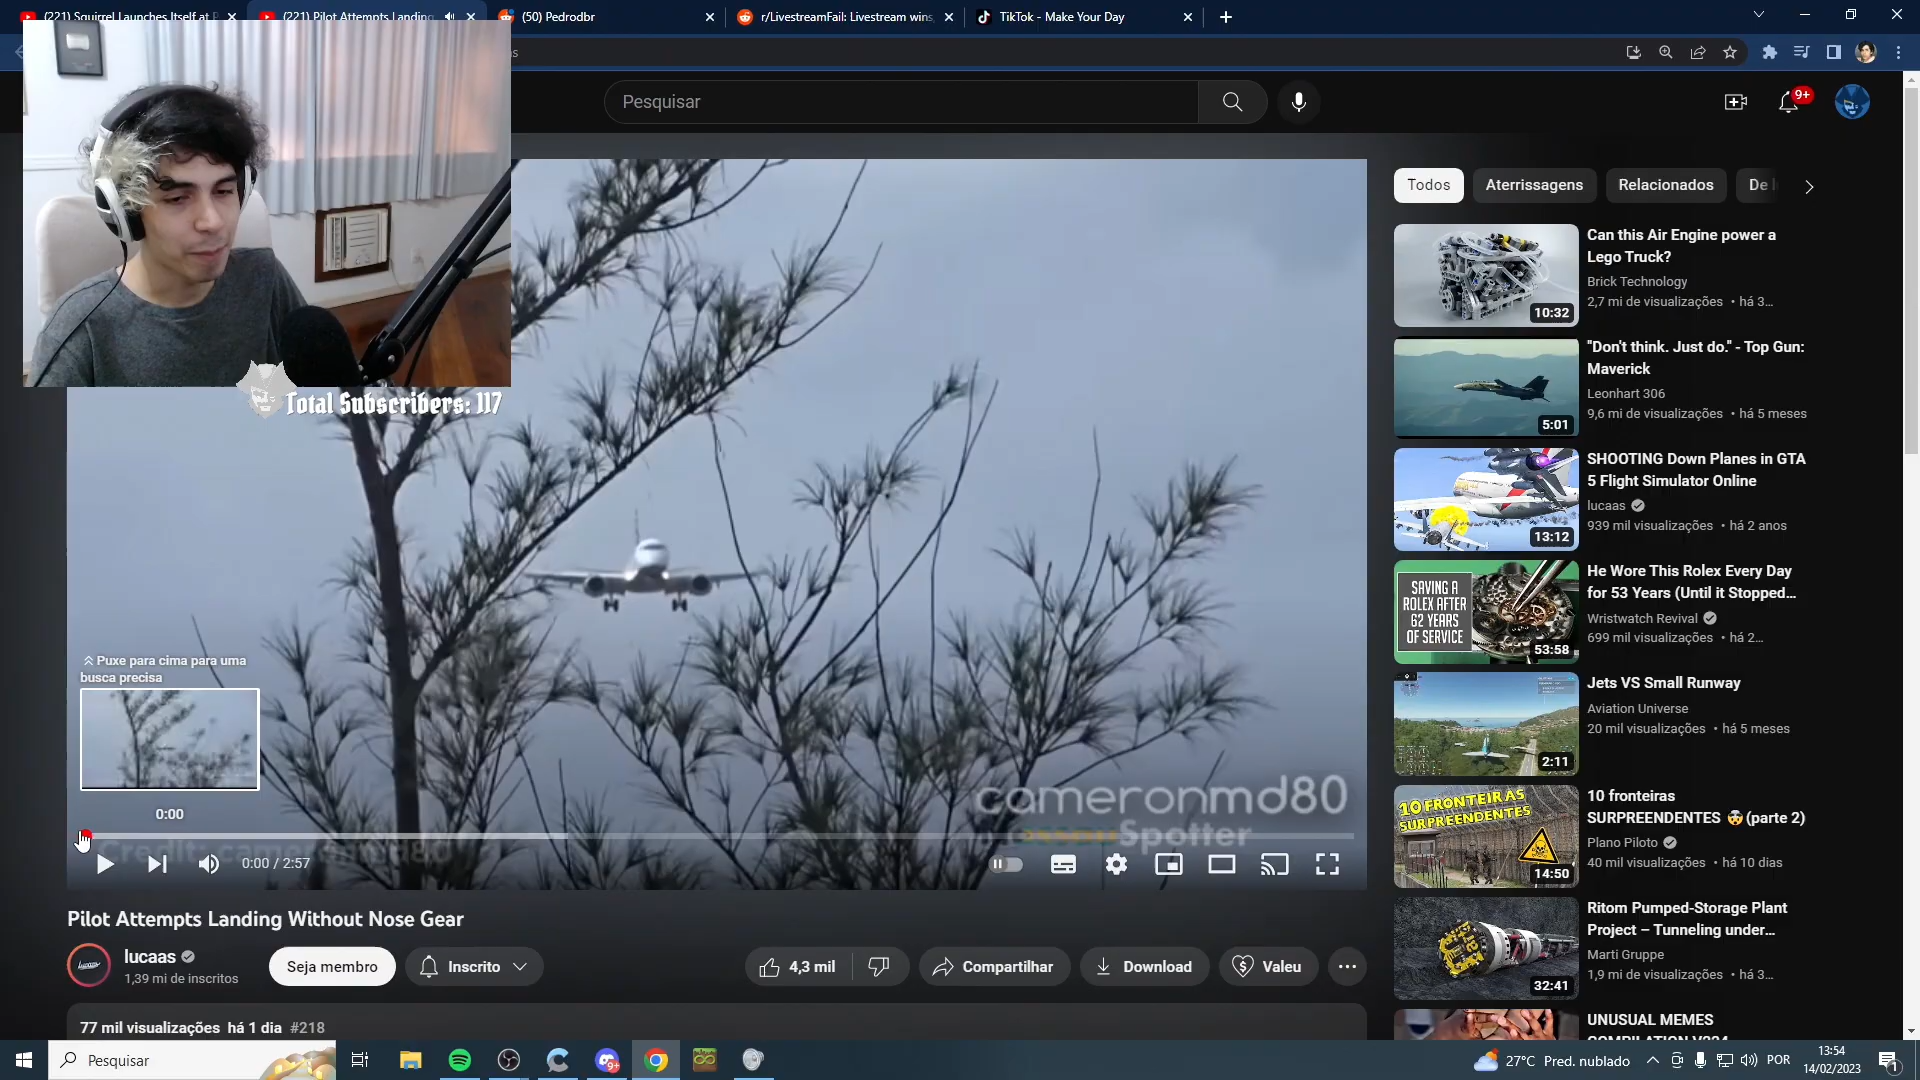 (221) Squirrel Launches Itself at B
(221) Pilot Attempts Landing
(50) Pedrodbr
r/LivestreamFail: Livestream wins,
TikTok - Make Your Day
Pesquisar
9+
Total Subscribers: 117
Todos
Aterrissagens
Relacionados
De
Can this Air Engine power a
Lego Truck?
Brick Technology
2,7 mi de visualizações • há 3...
10:32
"Don't think. Just do." - Top Gun:
Maverick
Leonhart 306
9,6 mi de visualizações • há 5 meses
5:01
SHOOTING Down Planes in GTA
5 Flight Simulator Online
lucaas
939 mil visualizações • há 2 anos
13:12
SAVING A
ROLEX AFTER
62 YEARS
OF SERVICE
He Wore This Rolex Every Day
for 53 Years (Until it Stopped...
Wristwatch Revival
699 mil visualizações • há 2...
53:58
Jets VS Small Runway
Aviation Universe
20 mil visualizações • há 5 meses
2:11
10 FRONTEIRAS
SURPREENDENTES
10 fronteiras
SURPREENDENTES 🤯 (parte 2)
Plano Piloto
40 mil visualizações • há 10 dias
14:50
Ritom Pumped-Storage Plant
Project – Tunneling under...
Marti Gruppe
1,9 mi de visualizações • há 3...
32:41
UNUSUAL MEMES
Puxe para cima para uma
busca precisa
0:00
cameronmd80
Spotter
0:00 / 2:57
Pilot Attempts Landing Without Nose Gear
lucaas
1,39 mi de inscritos
Seja membro
Inscrito
4,3 mil
Compartilhar
Download
Valeu
77 mil visualizações há 1 dia #218
Pesquisar
9+
27°C Pred. nublado
POR
13:54
14/02/2023
1